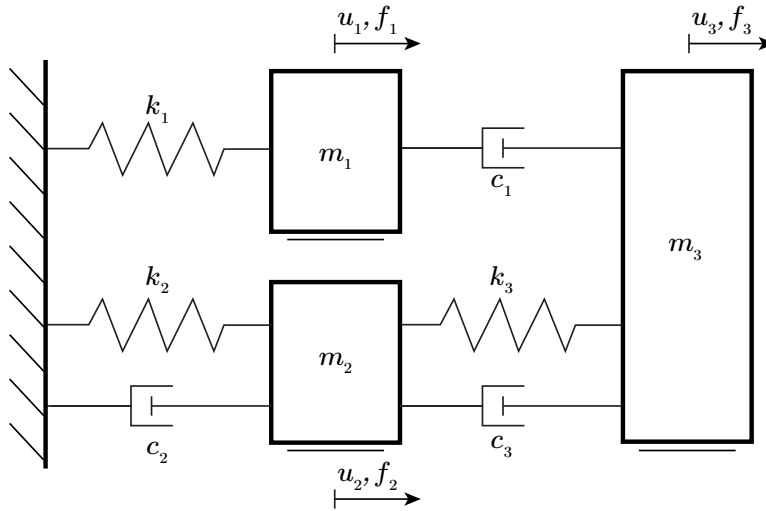 u₁, f₁
u₃, f₃
k₁
m₁
c₁
m₃
k₂
k₃
m₂
c₂
c₃
u₂, f₂